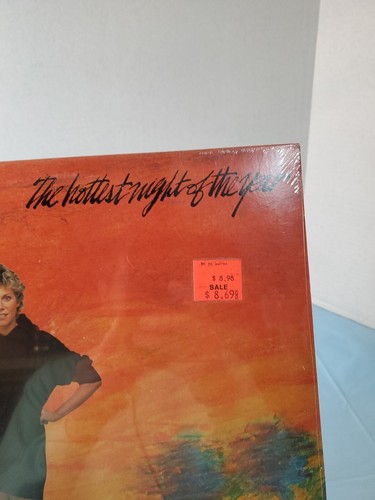 The hottest night of the year
$ 8.98
SALE
$ 8.69